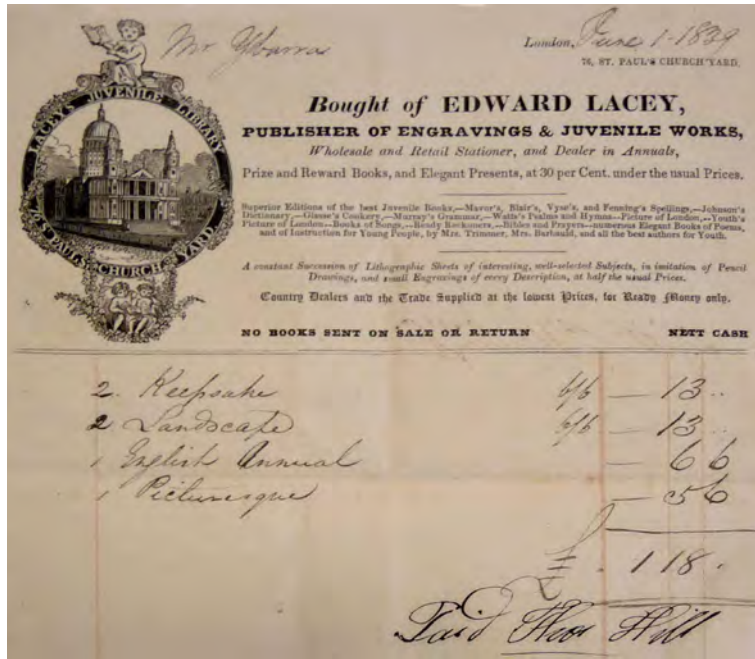 Mr Ybarra
London, June 1-1839
76, ST. PAUL'S CHURCH YARD.
LACEYS JUVENILE LIBRARY
76 ST PAUL'S CHURCH YARD.
Bought of EDWARD LACEY,
PUBLISHER OF ENGRAVINGS & JUVENILE WORKS,
Wholesale and Retail Stationer, and Dealer in Annuals,
Prize and Reward Books, and Elegant Presents, at 30 per Cent. under the usual Prices.
Superior Editions of the best Juvenile Books,—Mavor's, Blair's, Vyse's, and Fenning's Spellings,—Johnson's
Dictionary,—Glasse's Cookery,—Murray's Grammar,—Watts's Psalms and Hymns—Picture of London,—Youth's
Picture of London—Books of Songs,—Ready Reckoners,—Bibles and Prayers—numerous Elegant Books of Poems,
and of Instruction for Young People, by Mrs. Trimmer, Mrs. Barbauld, and all the best authors for Youth.
A constant Succession of Lithographic Sheets of interesting, well-selected Subjects, in imitation of Pencil
Drawings, and small Engravings of every Description, at half the usual Prices.
Country Dealers and the Trade Supplied at the lowest Prices, for Ready Money only.
NO BOOKS SENT ON SALE OR RETURN NETT CASH
2 Keepsake 6/6 — 13 ..
2 Landscape 6/6 — 13 ..
1 English Annual — 6 6
1 Picturesque — 5 6
£ . 1 18 .
Paid Hill